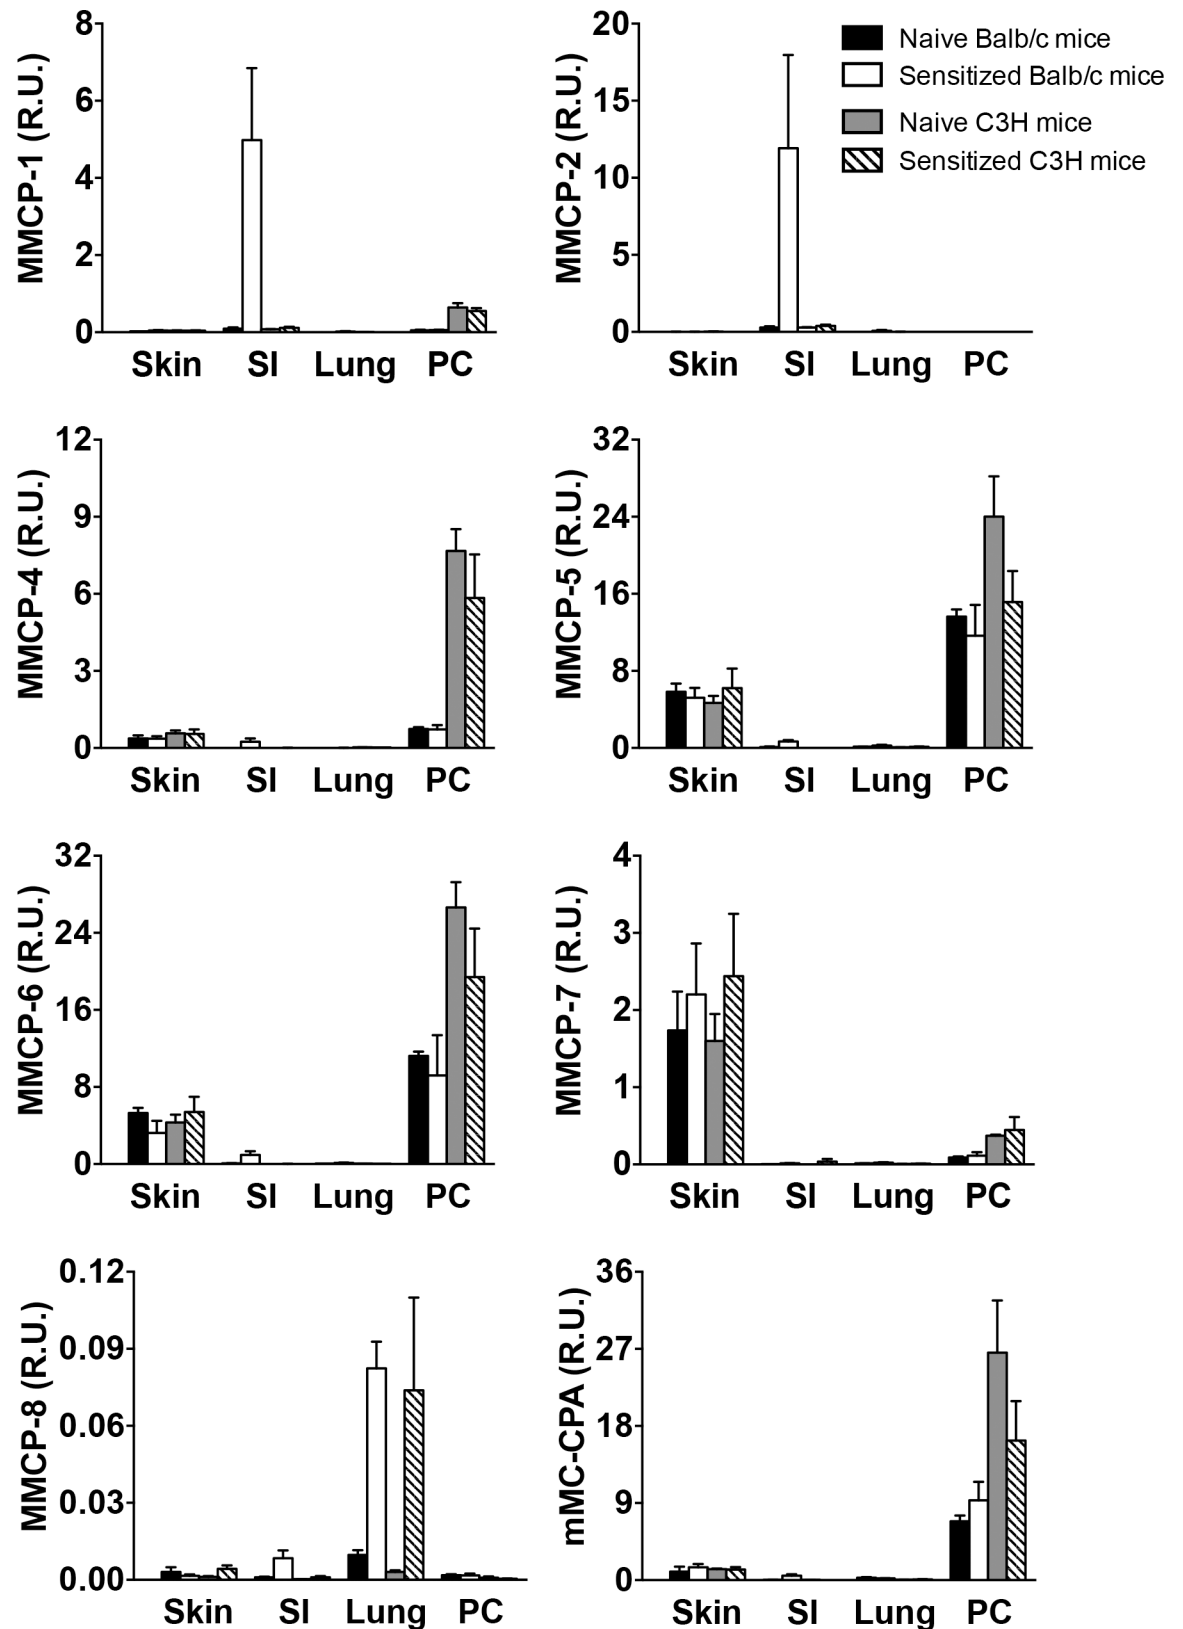 MMCP-1 (R.U.)
8
6
4
2
0
Skin SI Lung PC
MMCP-2 (R.U.)
20
15
10
5
0
Skin SI Lung PC
Naive Balb/c mice
Sensitized Balb/c mice
Naive C3H mice
Sensitized C3H mice
MMCP-4 (R.U.)
12
9
6
3
0
Skin SI Lung PC
MMCP-5 (R.U.)
32
24
16
8
0
Skin SI Lung PC
MMCP-6 (R.U.)
32
24
16
8
0
Skin SI Lung PC
MMCP-7 (R.U.)
4
3
2
1
0
Skin SI Lung PC
MMCP-8 (R.U.)
0.12
0.09
0.06
0.03
0.00
Skin SI Lung PC
mMC-CPA (R.U.)
36
27
18
9
0
Skin SI Lung PC